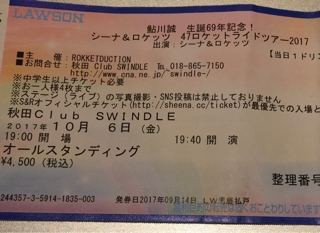 LAWSON
鮎川誠 生誕69年記念!
シーナ&ロケッツ 47ロケットライドツアー2017
出演:シーナ&ロケッツ
【当日1ドリン
■主催:ROKKETDUCTION
■お問合せ:秋田 Club SWINDLE Tel_018-865-7150
http://www.cna.ne.jp/~swindle-/
※中学生以上チケット必要
※お一人様4枚まで
※ステージ(ライブ)の写真撮影・SNS投稿は禁止しておりません
※S&Rオフィシャルチケット(http://sheena.cc/ticket)が最優先での入場と
秋田Club SWINDLE
2017年10月 6日(金)
19:00 開 場 19:40 開 演
オールスタンディング
¥4,500(税込)
整理番号
244357-3-5914-1835-003
発券日2017年09月14日